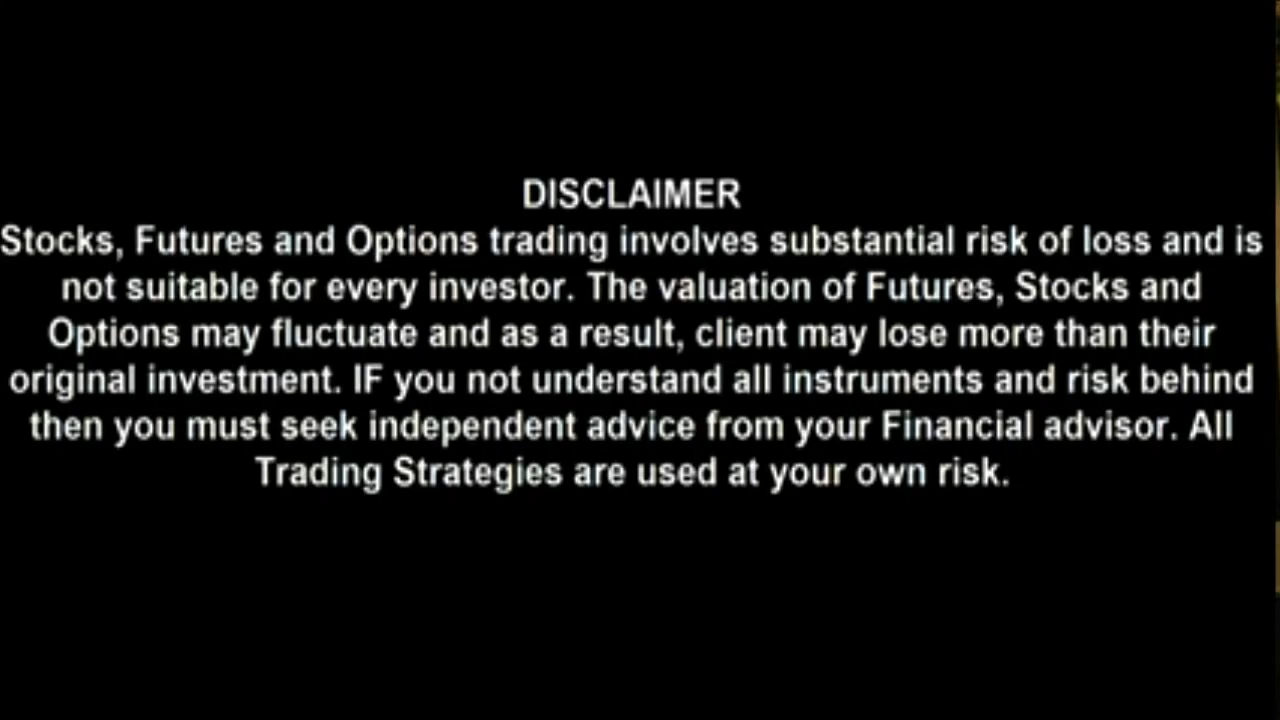 DISCLAIMER
Stocks, Futures and Options trading involves substantial risk of loss and is
not suitable for every investor. The valuation of Futures, Stocks and
Options may fluctuate and as a result, client may lose more than their
original investment. IF you not understand all instruments and risk behind
then you must seek independent advice from your Financial advisor. All
Trading Strategies are used at your own risk.